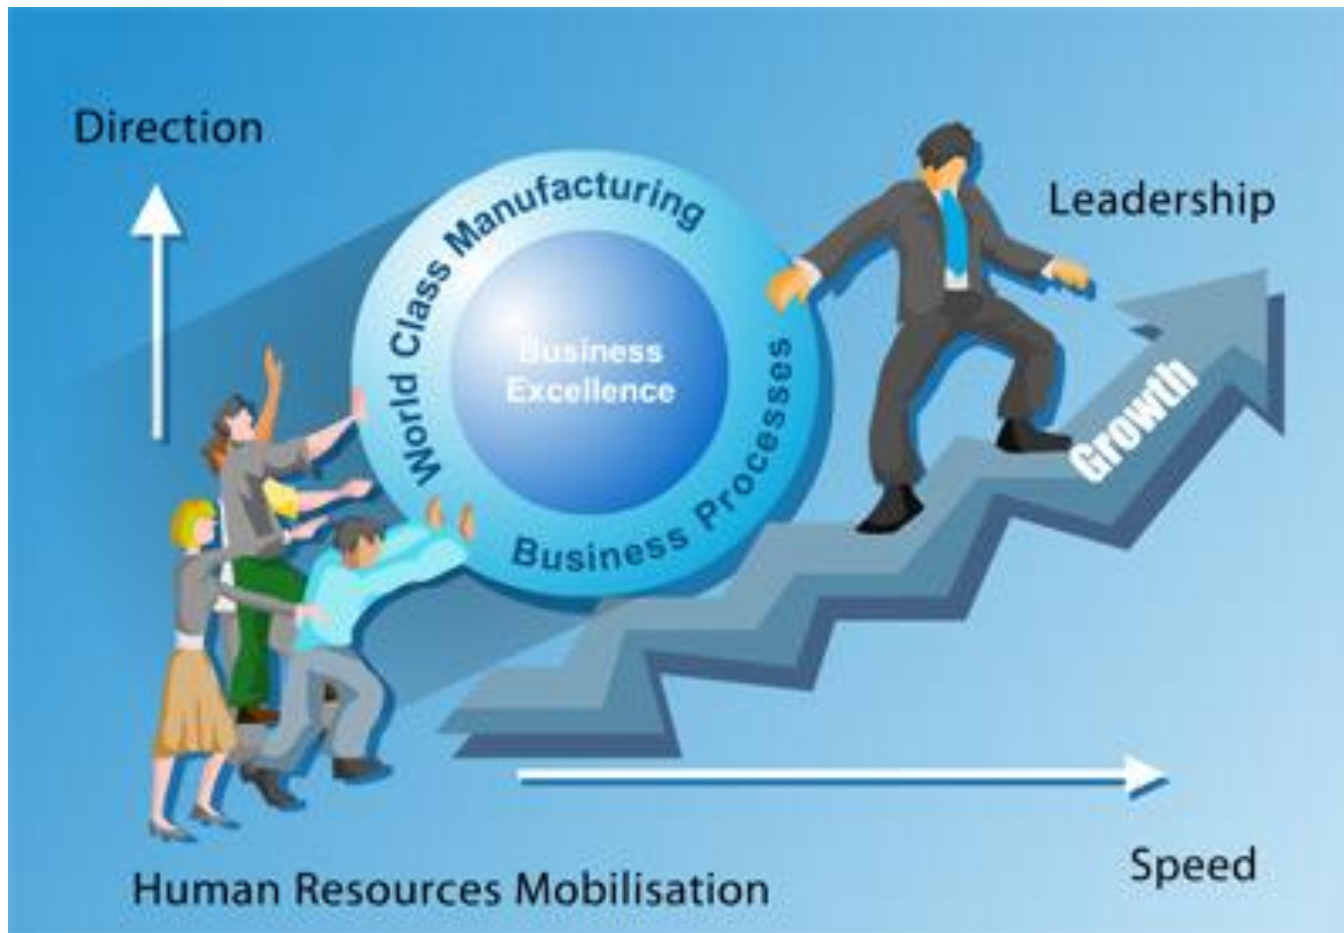 Direction
Leadership
World Class Manufacturing
Business
Excellence
Business Processes
Growth
Speed
Human Resources Mobilisation